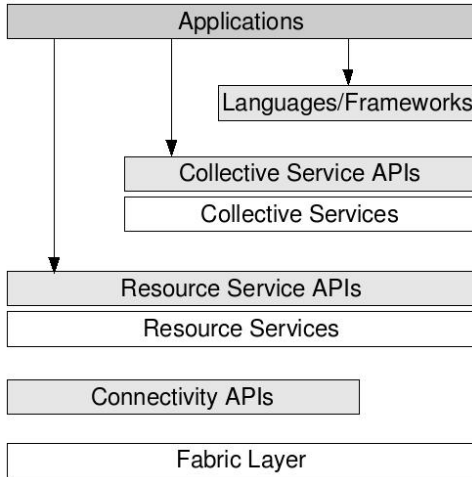 Applications
Languages/Frameworks
Collective Service APIs
Collective Services
Resource Service APIs
Resource Services
Connectivity APIs
Fabric Layer